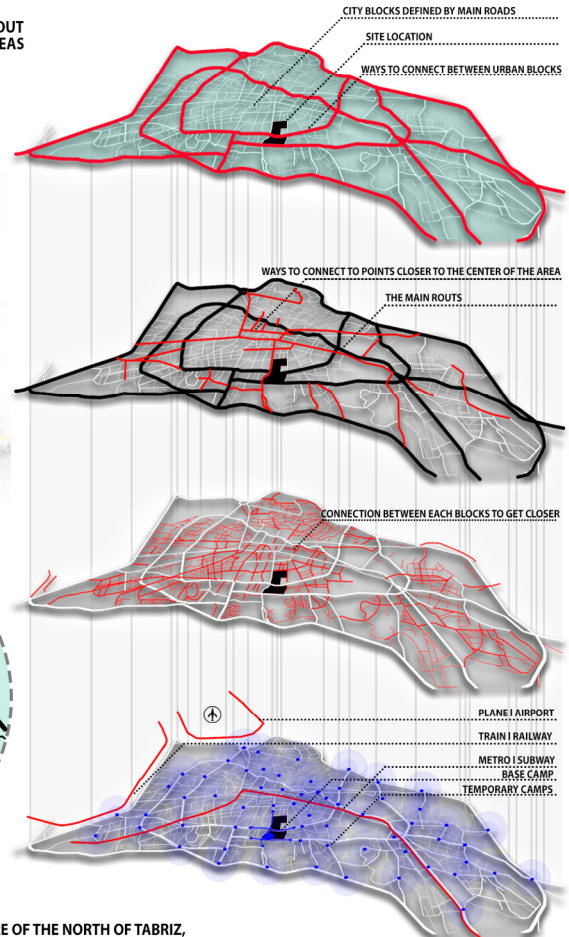 OUT
EAS
CITY BLOCKS DEFINED BY MAIN ROADS
SITE LOCATION
WAYS TO CONNECT BETWEEN URBAN BLOCKS
WAYS TO CONNECT TO POINTS CLOSER TO THE CENTER OF THE AREA
THE MAIN ROUTS
CONNECTION BETWEEN EACH BLOCKS TO GET CLOSER
PLANE I AIRPORT
TRAIN I RAILWAY
METRO I SUBWAY
BASE CAMP
TEMPORARY CAMPS
RE OF THE NORTH OF TABRIZ,